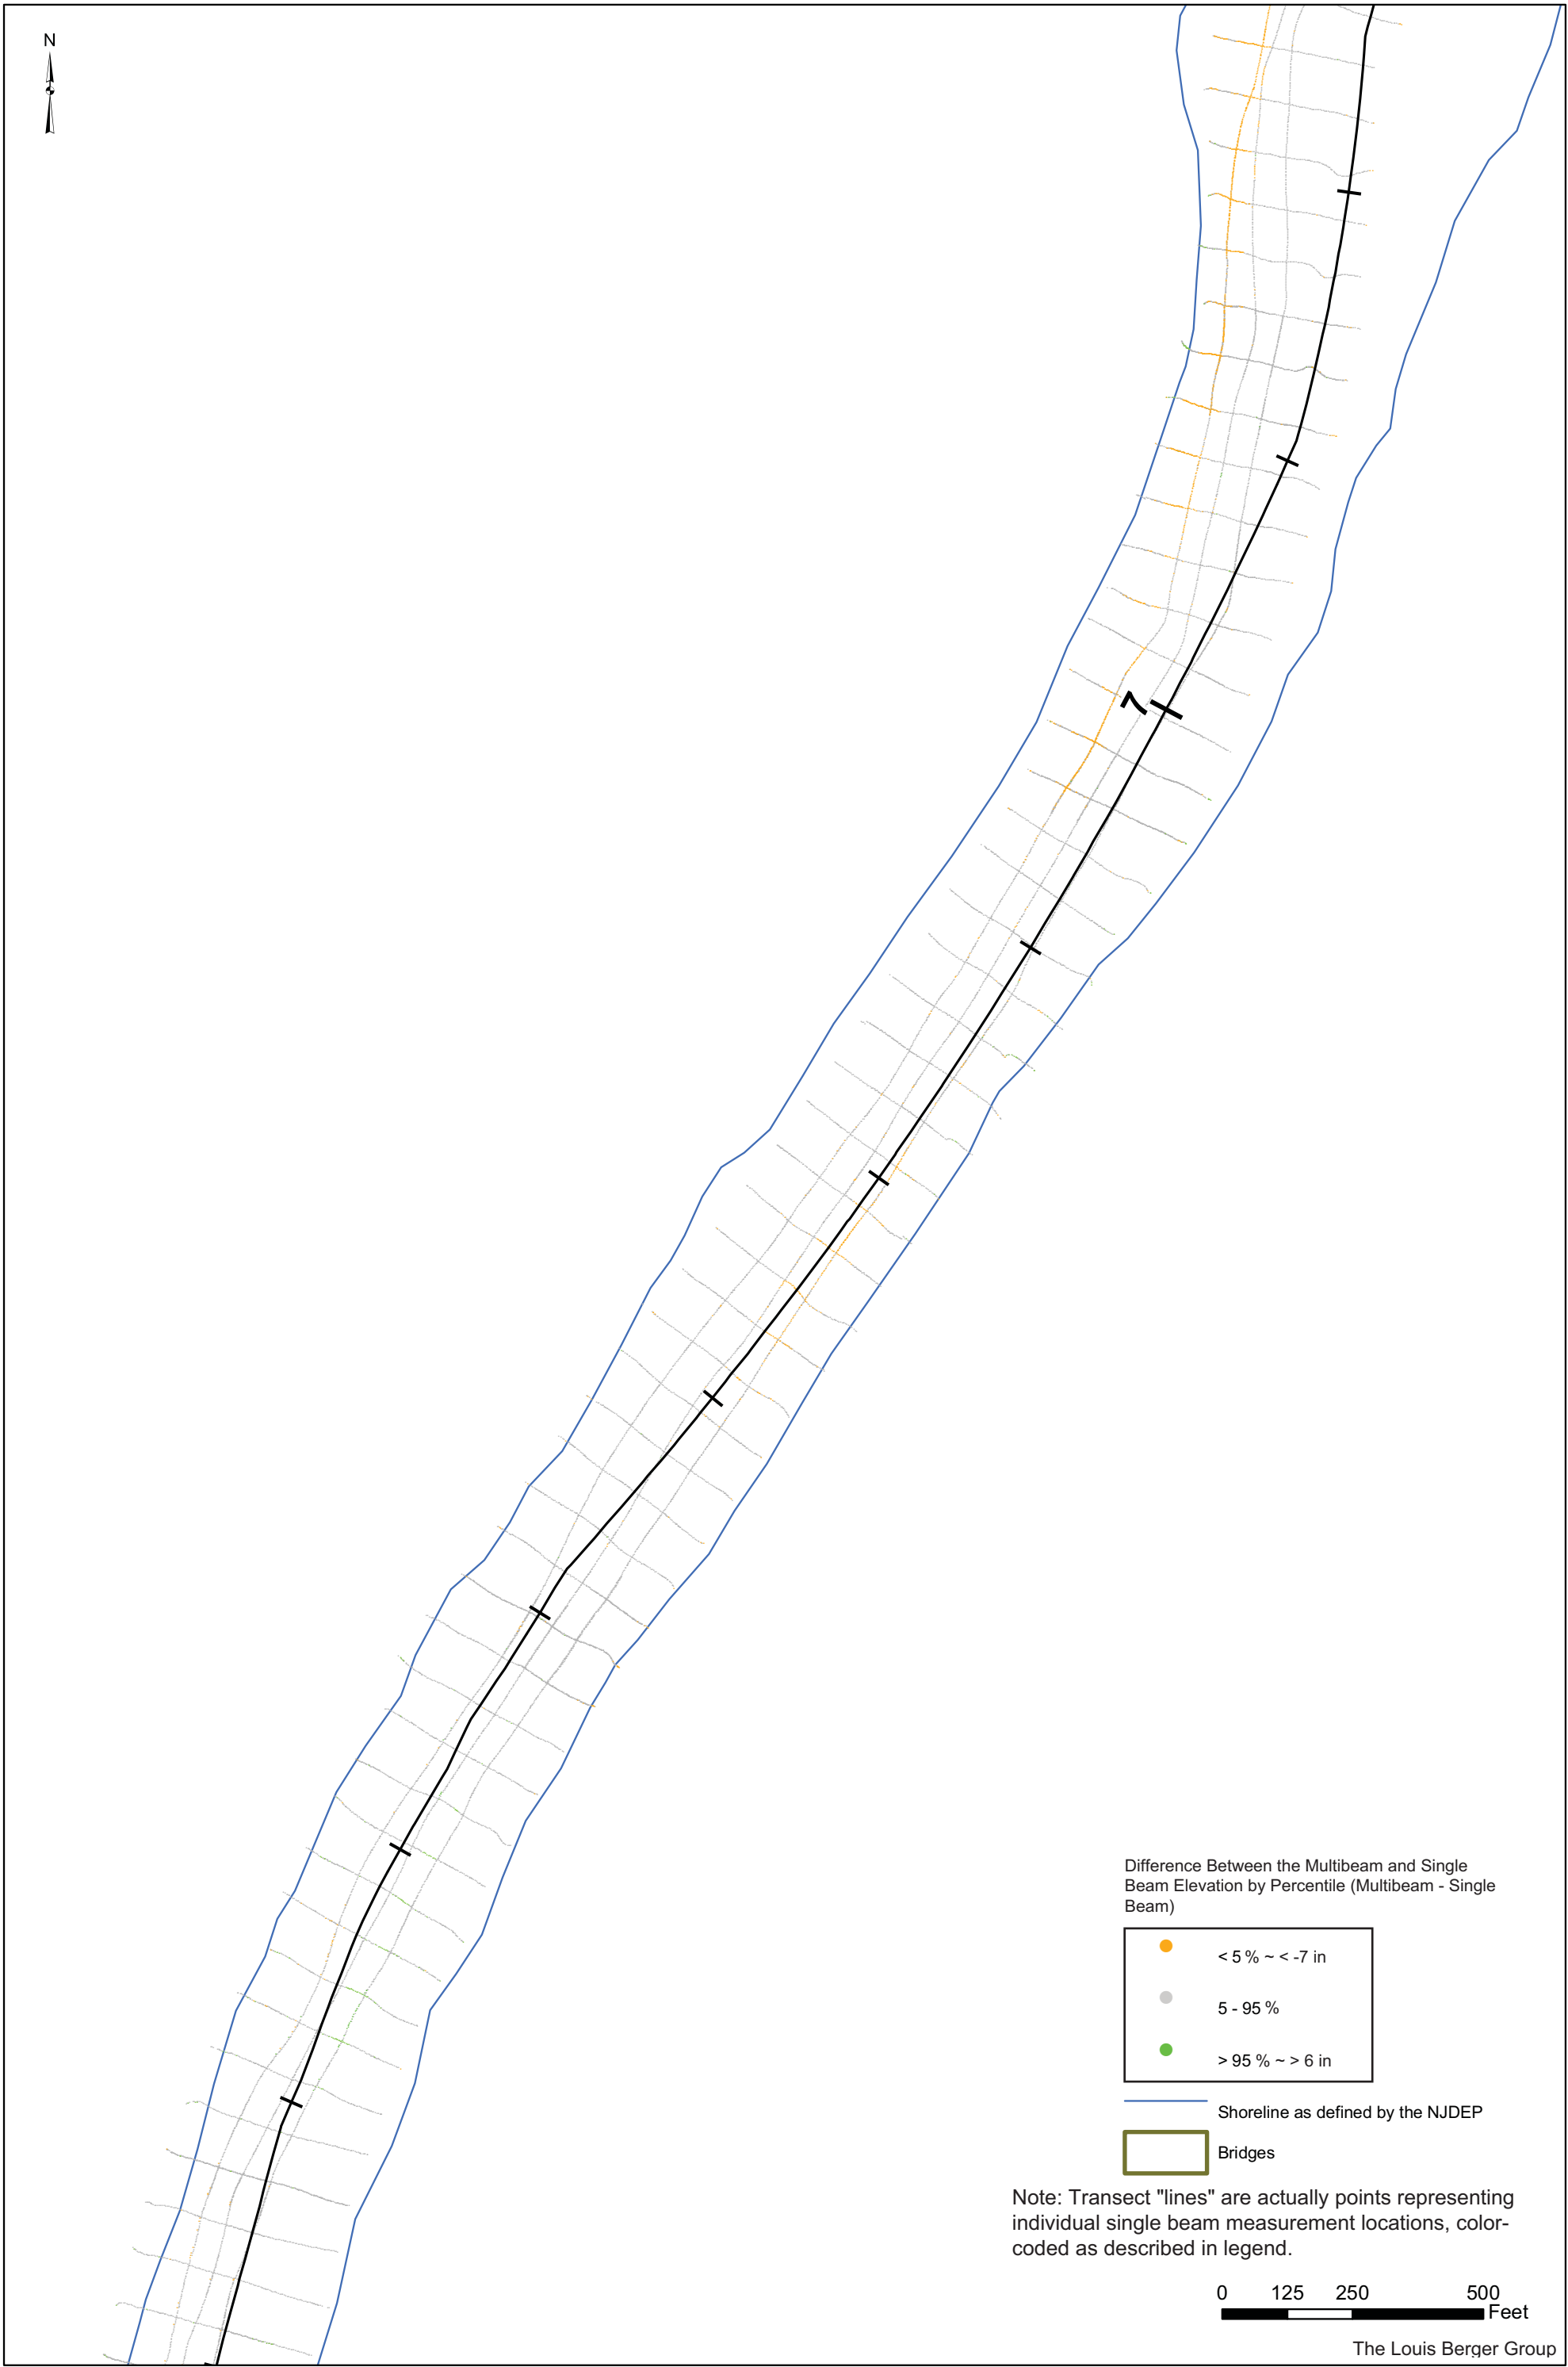 N
7
Difference Between the Multibeam and Single
Beam Elevation by Percentile (Multibeam - Single
Beam)
< 5 % ~ < -7 in
5 - 95 %
> 95 % ~ > 6 in
Shoreline as defined by the NJDEP
Bridges
Note: Transect "lines" are actually points representing
individual single beam measurement locations, color-
coded as described in legend.
0 125 250 500
Feet
The Louis Berger Group